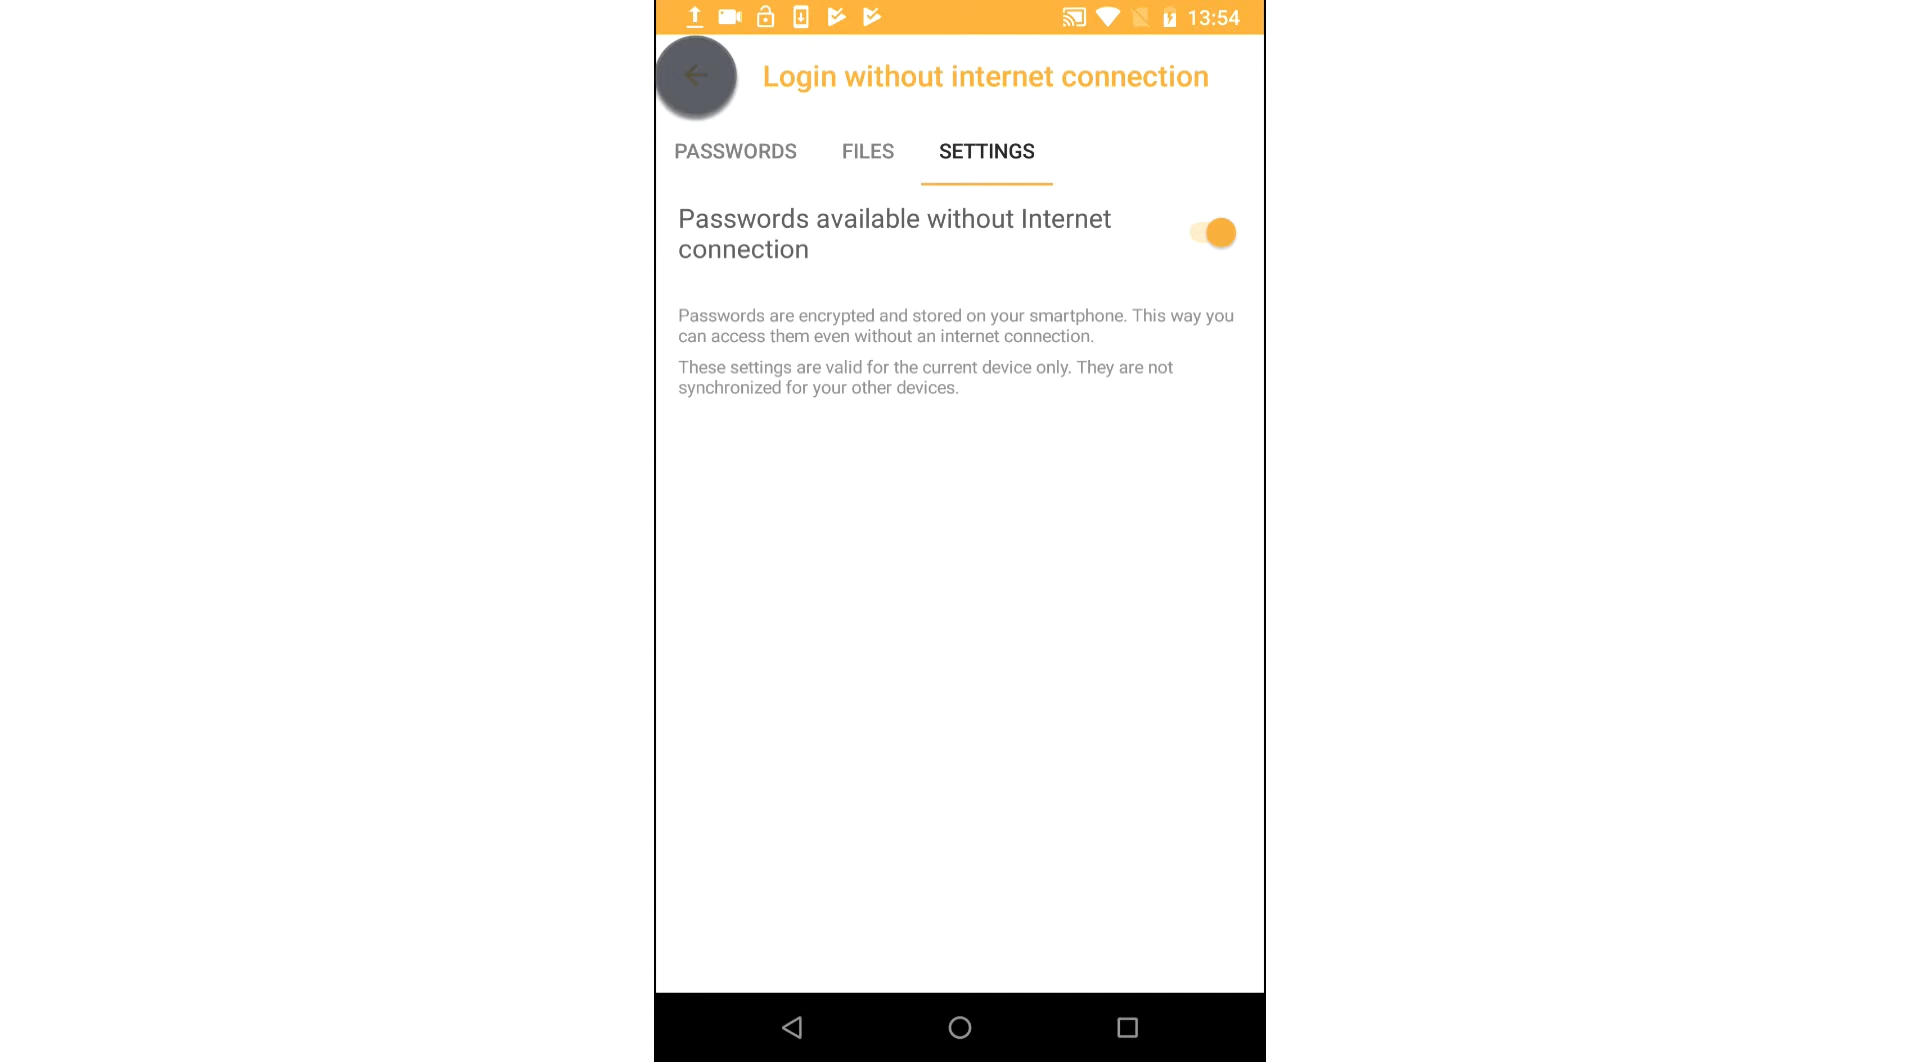 13:54
Login without internet connection
PASSWORDS FILES SETTINGS
Passwords available without Internet
connection
Passwords are encrypted and stored on your smartphone. This way you
can access them even without an internet connection.
These settings are valid for the current device only. They are not
synchronized for your other devices.